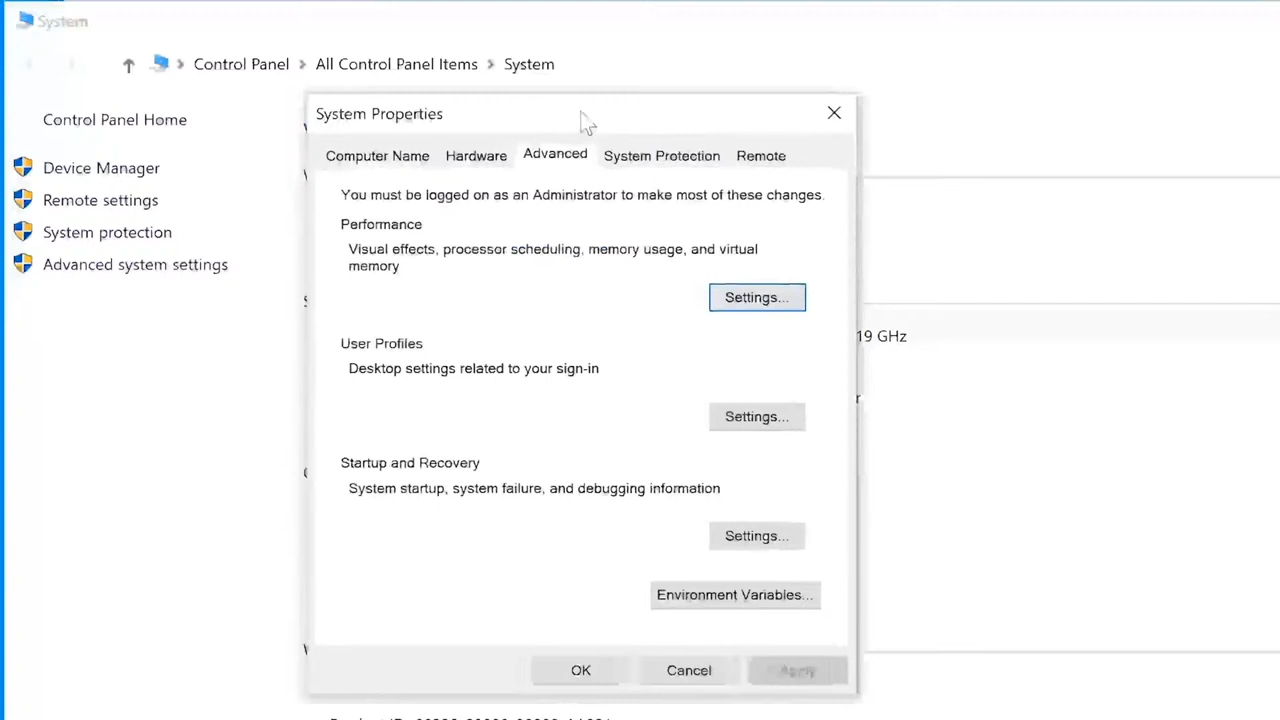 System
Control Panel > All Control Panel Items > System
Control Panel Home
Device Manager
Remote settings
System protection
Advanced system settings
System Properties
Computer Name Hardware Advanced System Protection Remote
You must be logged on as an Administrator to make most of these changes.
Performance
Visual effects, processor scheduling, memory usage, and virtual
memory
Settings...
User Profiles
Desktop settings related to your sign-in
Settings...
Startup and Recovery
System startup, system failure, and debugging information
Settings...
Environment Variables...
OK Cancel Apply
19 GHz